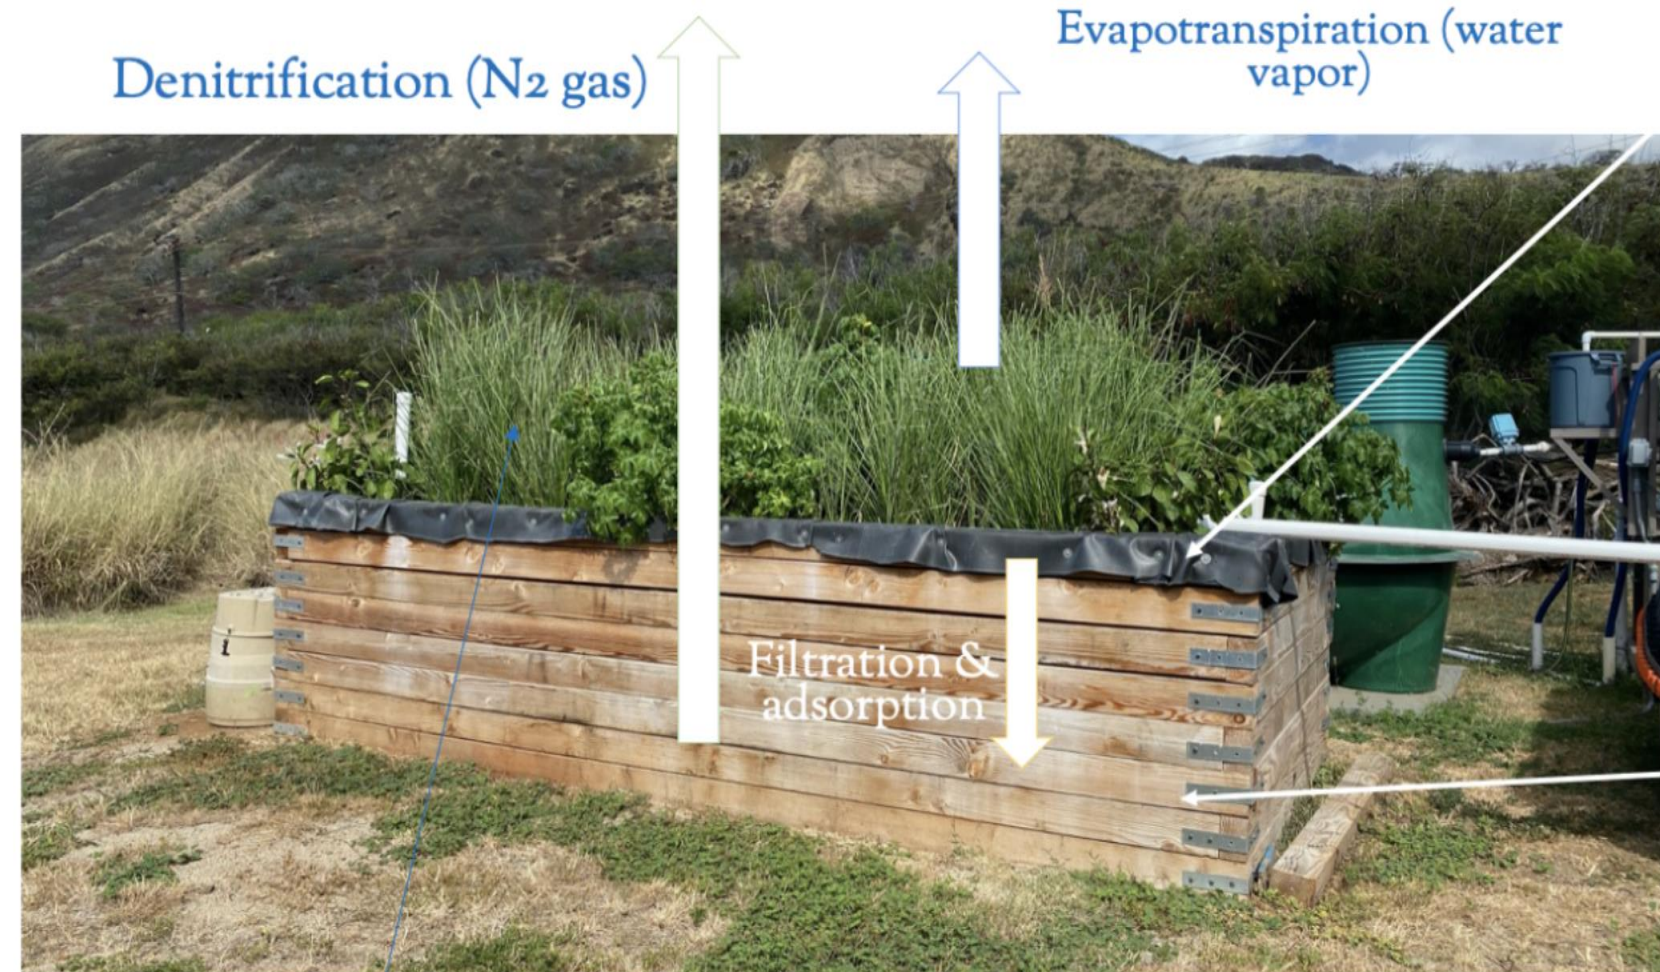 Denitrification (N2 gas)
Evapotranspiration (water
vapor)
Filtration &
adsorption